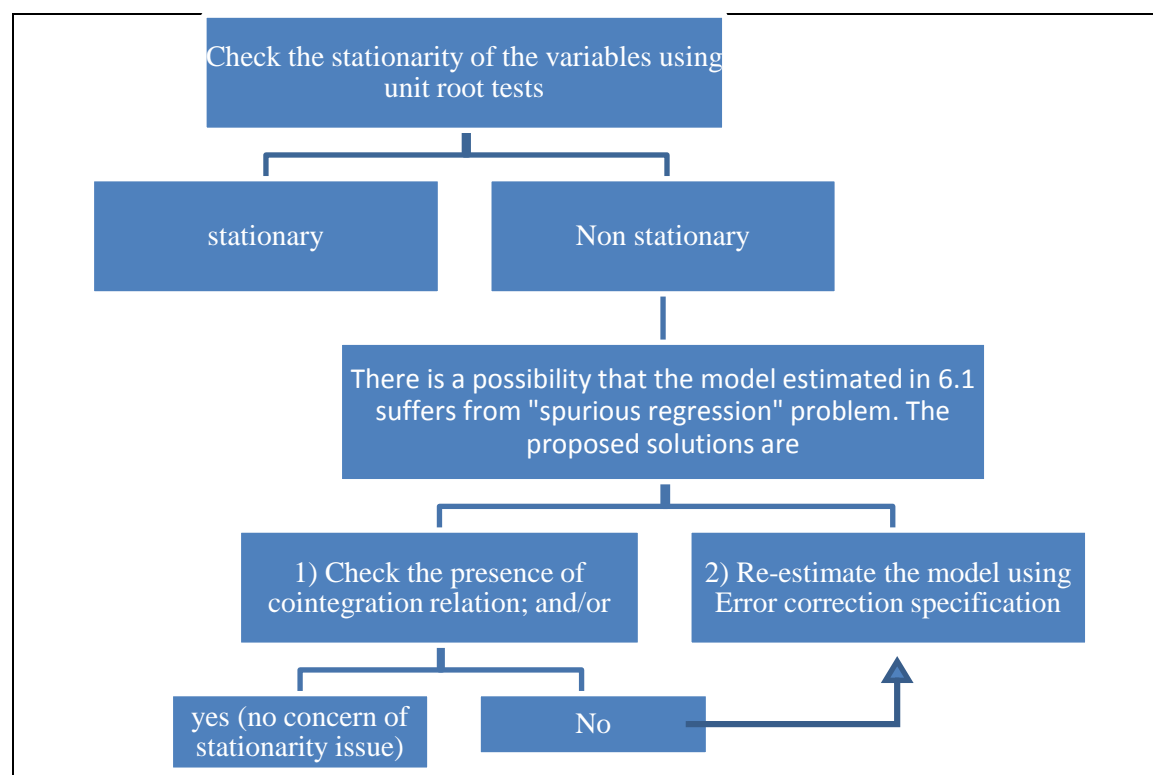 Check the stationarity of the variables using
unit root tests
stationary
Non stationary
There is a possibility that the model estimated in 6.1
suffers from "spurious regression" problem. The
proposed solutions are
1) Check the presence of
cointegration relation; and/or
2) Re-estimate the model using
Error correction specification
yes (no concern of
stationarity issue)
No